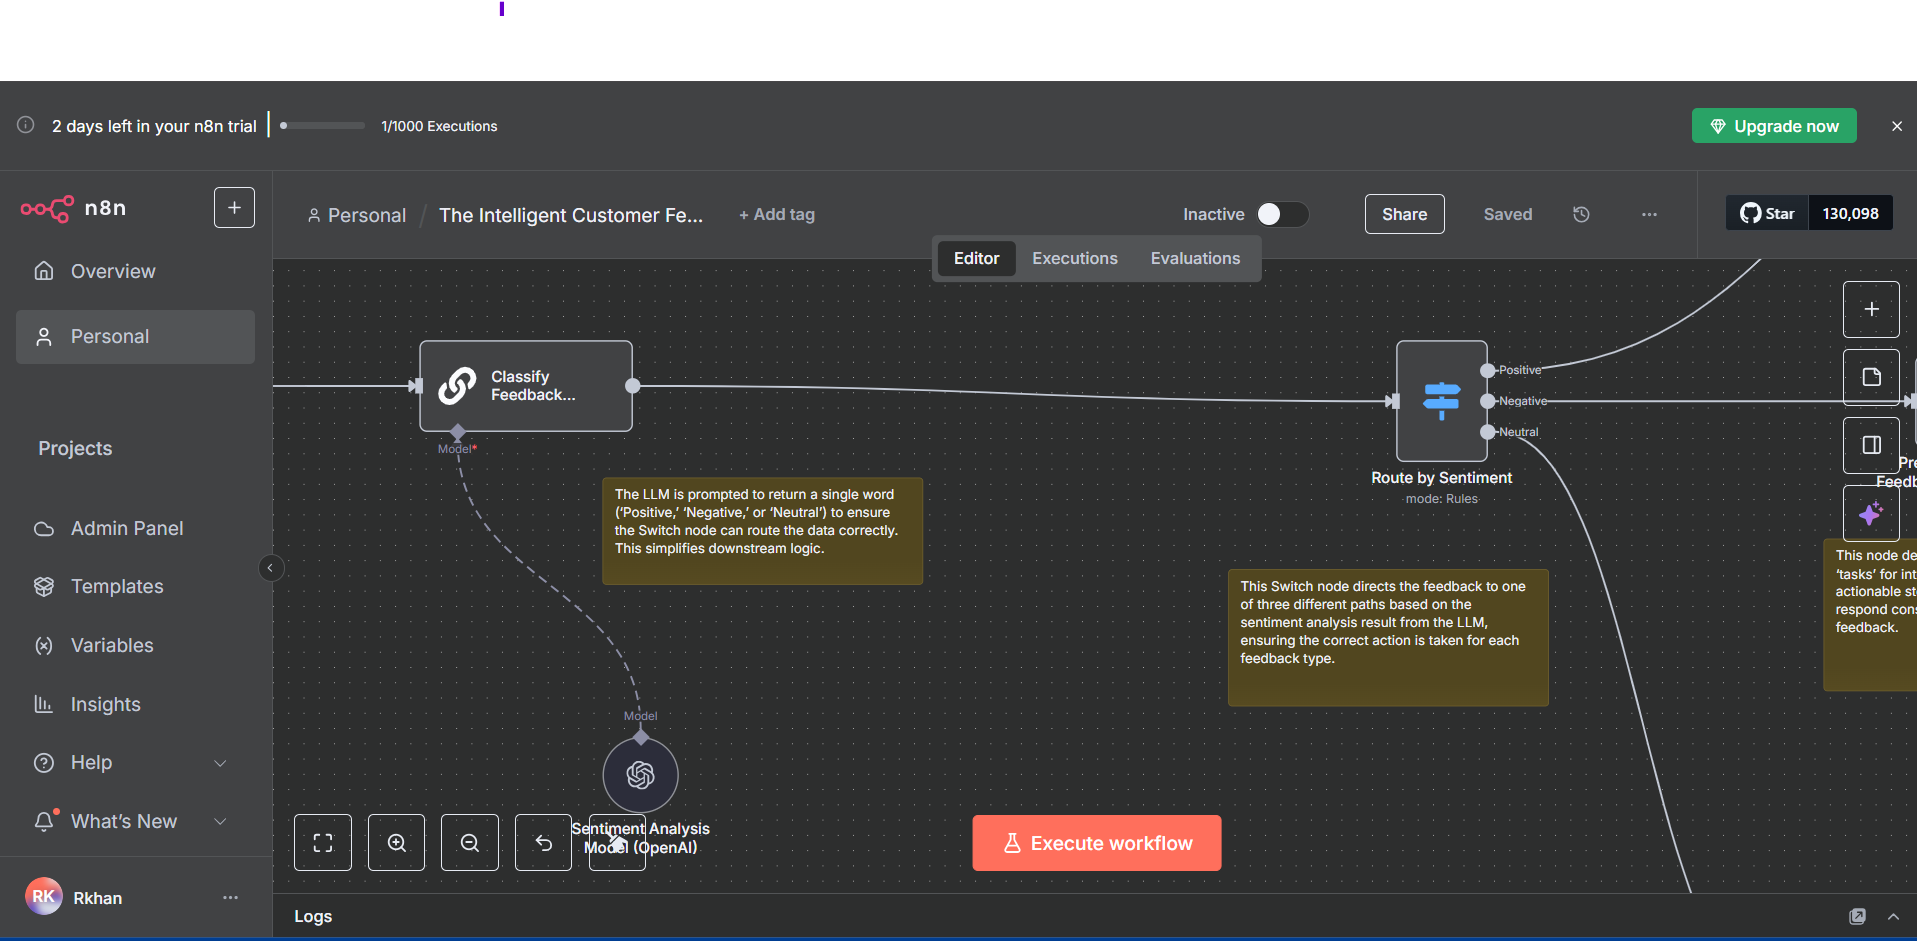 2 days left in your n8n trial
1/1000 Executions
Upgrade now
n8n
Personal / The Intelligent Customer Fe...
+ Add tag
Inactive
Share
Saved
Star
130,098
Editor
Executions
Evaluations
Overview
Personal
Projects
Admin Panel
Templates
Variables
Insights
Help
What's New
RK
Rkhan
Classify
Feedback...
Model*
The LLM is prompted to return a single word
(‘Positive,’ ‘Negative,’ or ‘Neutral’) to ensure
the Switch node can route the data correctly.
This simplifies downstream logic.
Model
Sentiment Analysis
Model (OpenAI)
Positive
Negative
Neutral
Route by Sentiment
mode: Rules
This Switch node directs the feedback to one
of three different paths based on the
sentiment analysis result from the LLM,
ensuring the correct action is taken for each
feedback type.
Pre
Feedb
This node de
‘tasks’ for int
actionable st
respond cons
feedback.
Execute workflow
Logs